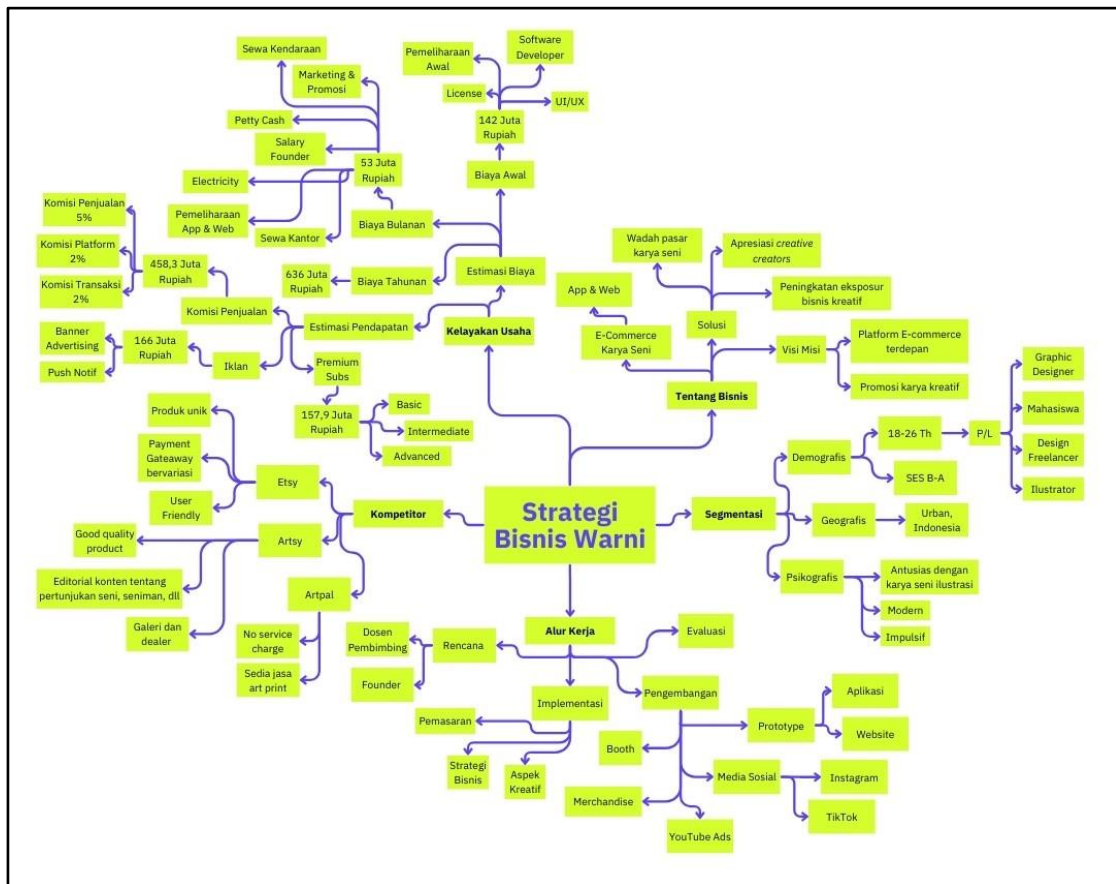 Strategi
Bisnis Warni
Kelayakan Usaha
Estimasi Biaya
Biaya Awal
142 Juta
Rupiah
Pemeliharaan
Awal
Software
Developer
License
UI/UX
Biaya Bulanan
53 Juta
Rupiah
Sewa Kendaraan
Marketing &
Promosi
Petty Cash
Salary
Founder
Electricity
Pemeliharaan
App & Web
Sewa Kantor
Biaya Tahunan
636 Juta
Rupiah
Estimasi Pendapatan
Komisi Penjualan
458,3 Juta
Rupiah
Komisi Penjualan
5%
Komisi Platform
2%
Komisi Transaksi
2%
Iklan
166 Juta
Rupiah
Banner
Advertising
Push Notif
Premium
Subs
157,9 Juta
Rupiah
Basic
Intermediate
Advanced
Tentang Bisnis
E-Commerce
Karya Seni
App & Web
Solusi
Wadah pasar
karya seni
Apresiasi creative
creators
Peningkatan eksposur
bisnis kreatif
Visi Misi
Platform E-commerce
terdepan
Promosi karya kreatif
Segmentasi
Demografis
18-26 Th
P/L
Graphic
Designer
Mahasiswa
Design
Freelancer
Ilustrator
SES B-A
Geografis
Urban,
Indonesia
Psikografis
Antusias dengan
karya seni ilustrasi
Modern
Impulsif
Kompetitor
Etsy
Produk unik
Payment
Gateaway
bervariasi
User
Friendly
Artsy
Good quality
product
Editorial konten tentang
pertunjukan seni, seniman, dll
Galeri dan
dealer
Artpal
No service
charge
Sedia jasa
art print
Alur Kerja
Rencana
Dosen
Pembimbing
Founder
Evaluasi
Implementasi
Pemasaran
Strategi
Bisnis
Aspek
Kreatif
Pengembangan
Prototype
Aplikasi
Website
Booth
Media Sosial
Instagram
TikTok
Merchandise
YouTube Ads